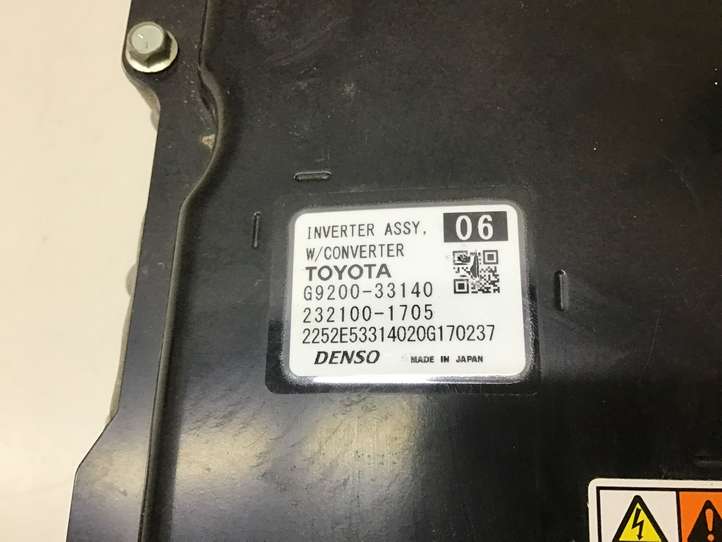 INVERTER ASSY, 06
W/CONVERTER
TOYOTA
G9200-33140
232100-1705
2252E53314020G170237
DENSO MADE IN JAPAN